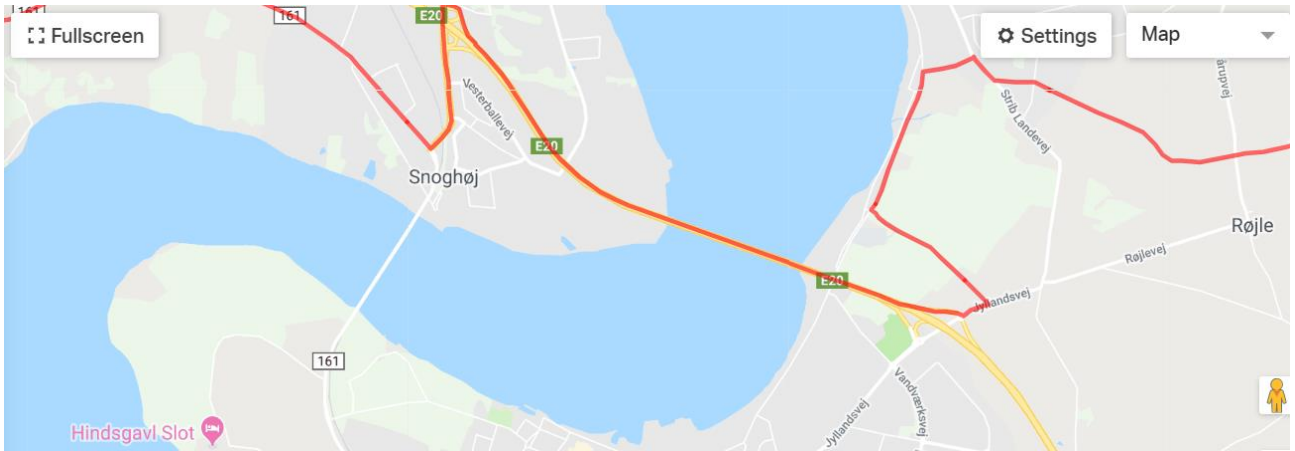 161
161
E20
Fullscreen
Settings
Map
Vesterballevej
Strib Landevej
E20
Snoghøj
Røjle
Røjlevej
E20
Jyllandsvej
161
Vandværksvej
Jyllandsvej
Hindsgavl Slot